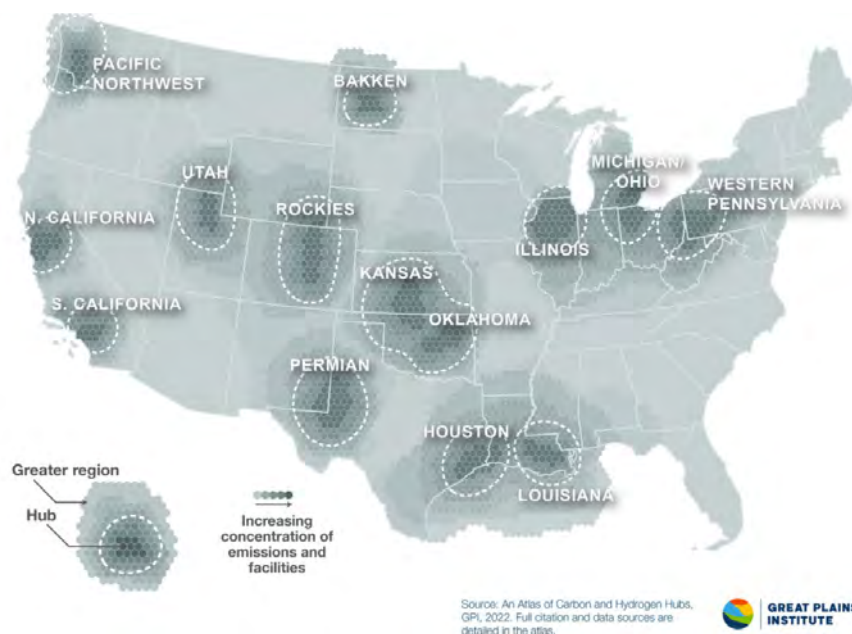 PACIFIC
NORTHWEST
BAKKEN
UTAH
ROCKIES
MICHIGAN/
OHIO
WESTERN
PENNSYLVANIA
N. CALIFORNIA
ILLINOIS
KANSAS
S. CALIFORNIA
OKLAHOMA
PERMIAN
HOUSTON
LOUISIANA
Greater region
Hub
Increasing
concentration of
emissions and
facilities
Source: An Atlas of Carbon and Hydrogen Hubs,
GPI, 2022. Full citation and data sources are
detailed in the atlas.
GREAT PLAINS
INSTITUTE